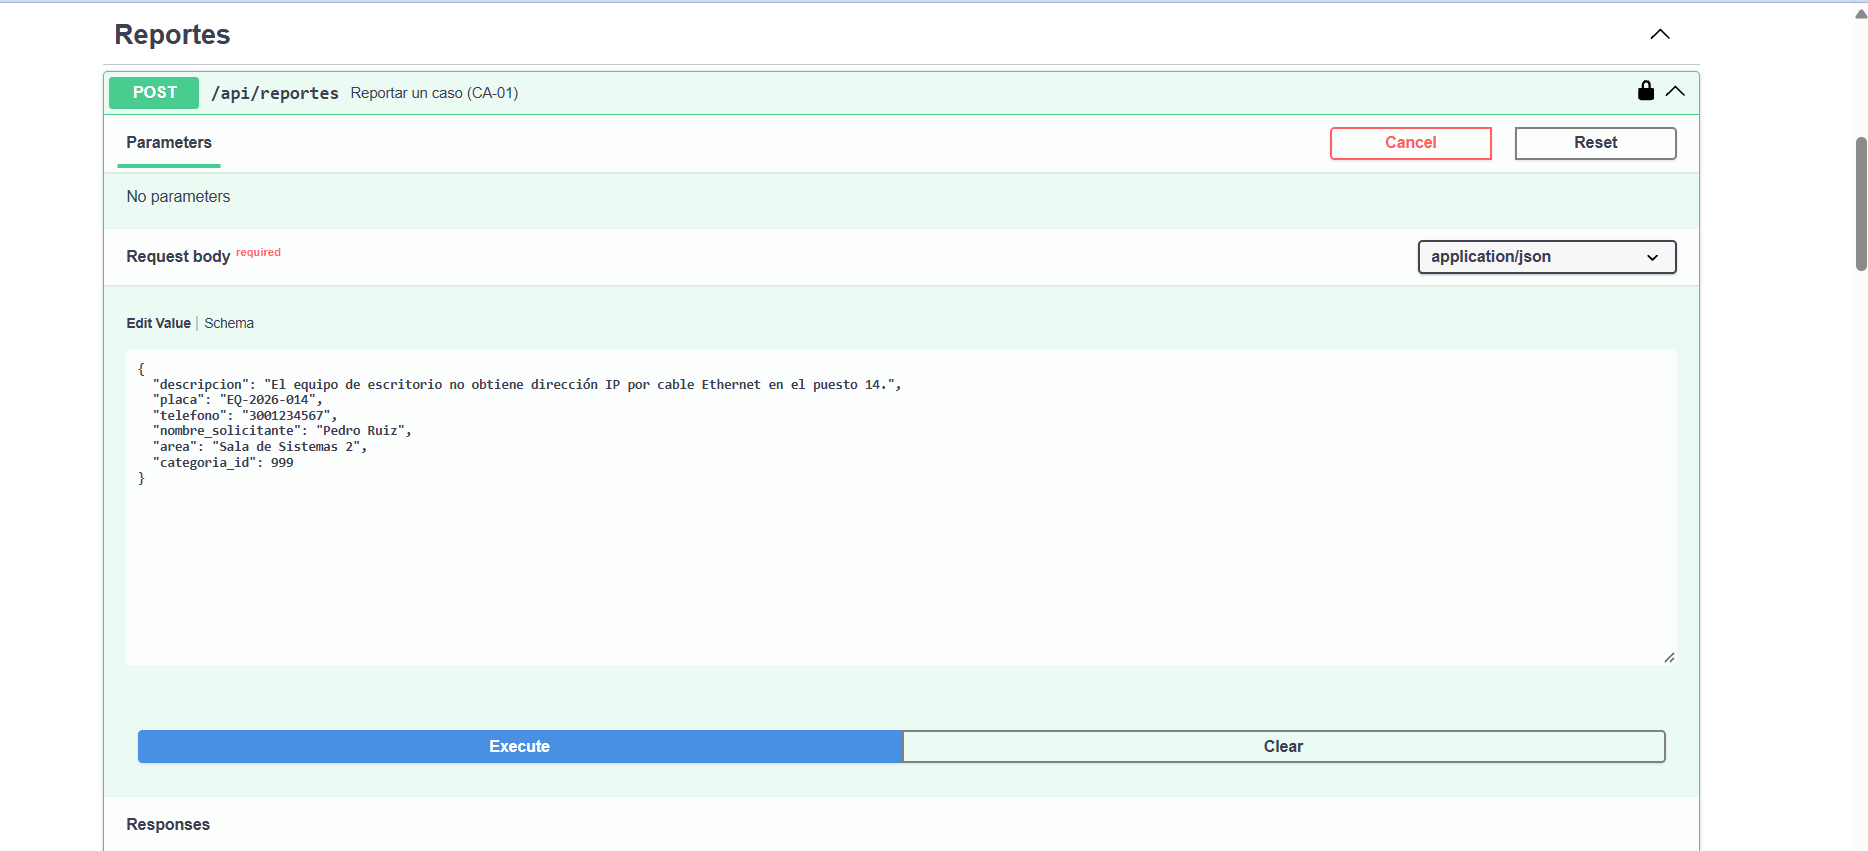 Reportes
POST /api/reportes Reportar un caso (CA-01)
Parameters Cancel Reset
No parameters
Request body required application/json
Edit Value | Schema
{
  "descripcion": "El equipo de escritorio no obtiene dirección IP por cable Ethernet en el puesto 14.",
  "placa": "EQ-2026-014",
  "telefono": "3001234567",
  "nombre_solicitante": "Pedro Ruiz",
  "area": "Sala de Sistemas 2",
  "categoria_id": 999
}
Execute Clear
Responses